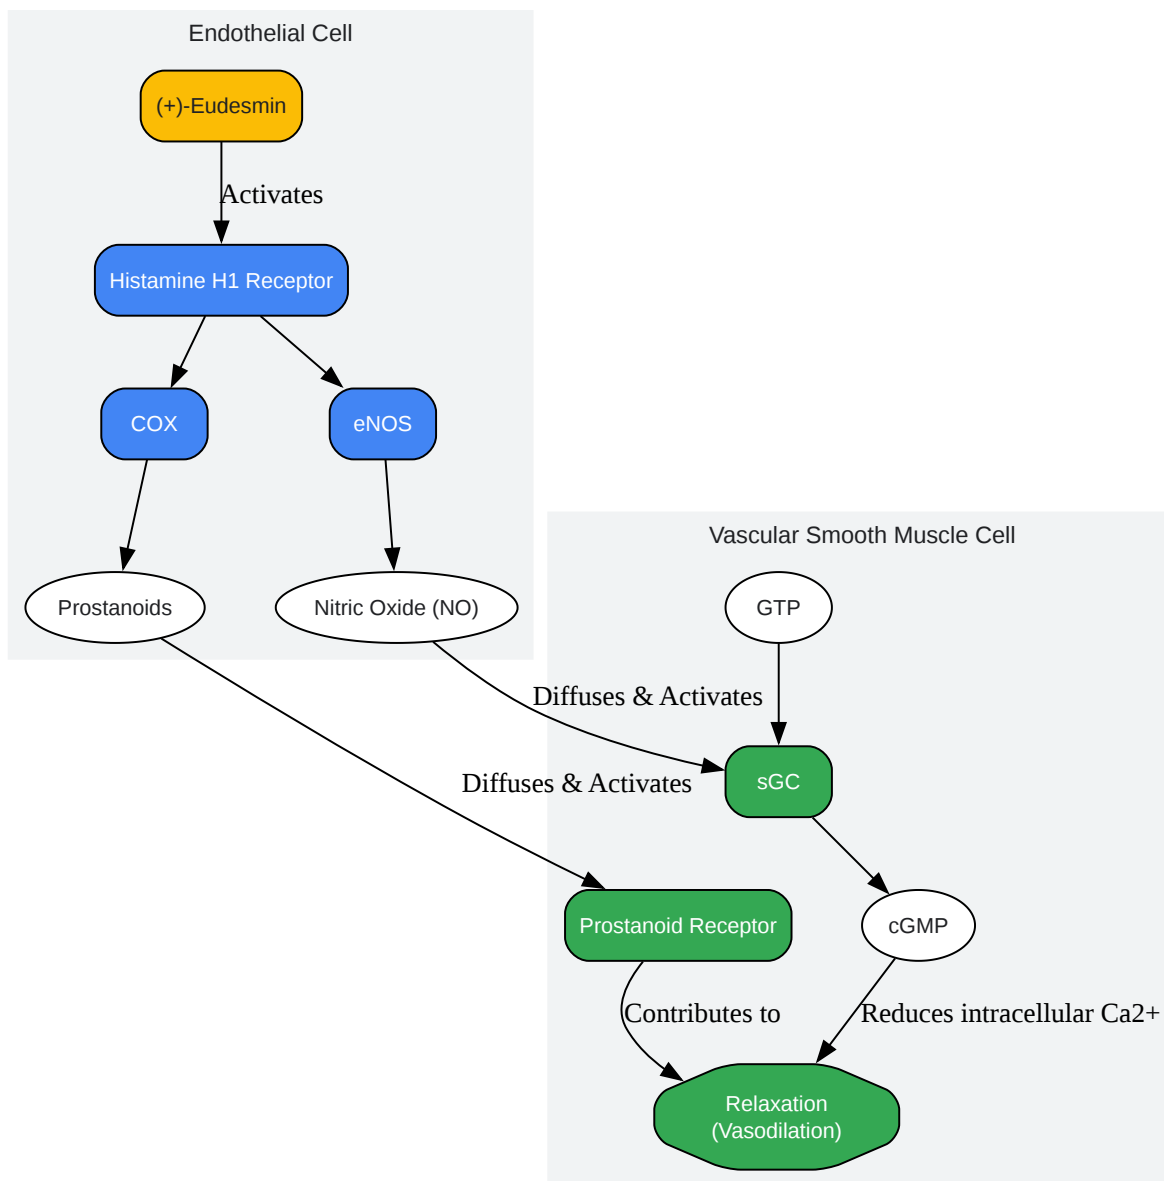 Endothelial Cell
(+)-Eudesmin
Activates
Histamine H1 Receptor
COX
eNOS
Prostanoids
Nitric Oxide (NO)
Vascular Smooth Muscle Cell
GTP
Diffuses & Activates
Diffuses & Activates
sGC
Prostanoid Receptor
cGMP
Contributes to
Reduces intracellular Ca2+
Relaxation
(Vasodilation)